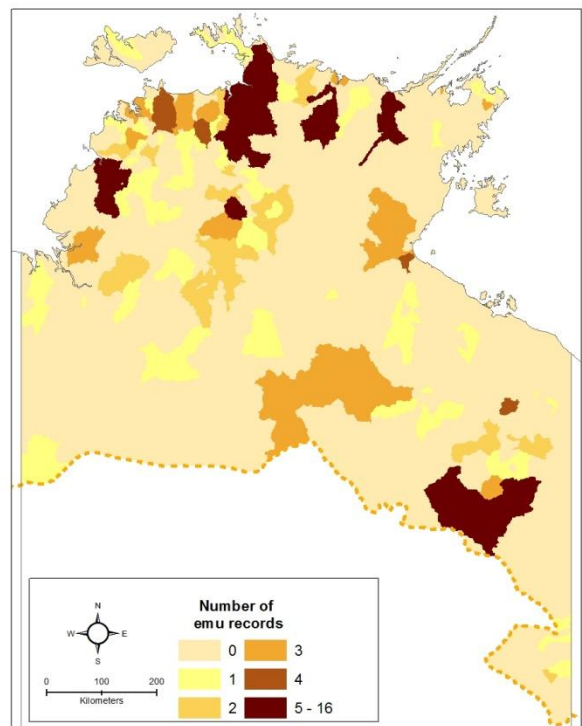 N
W E
S
0 100 200
Kilometers
Number of
emu records
0 3
1 4
2 5 - 16